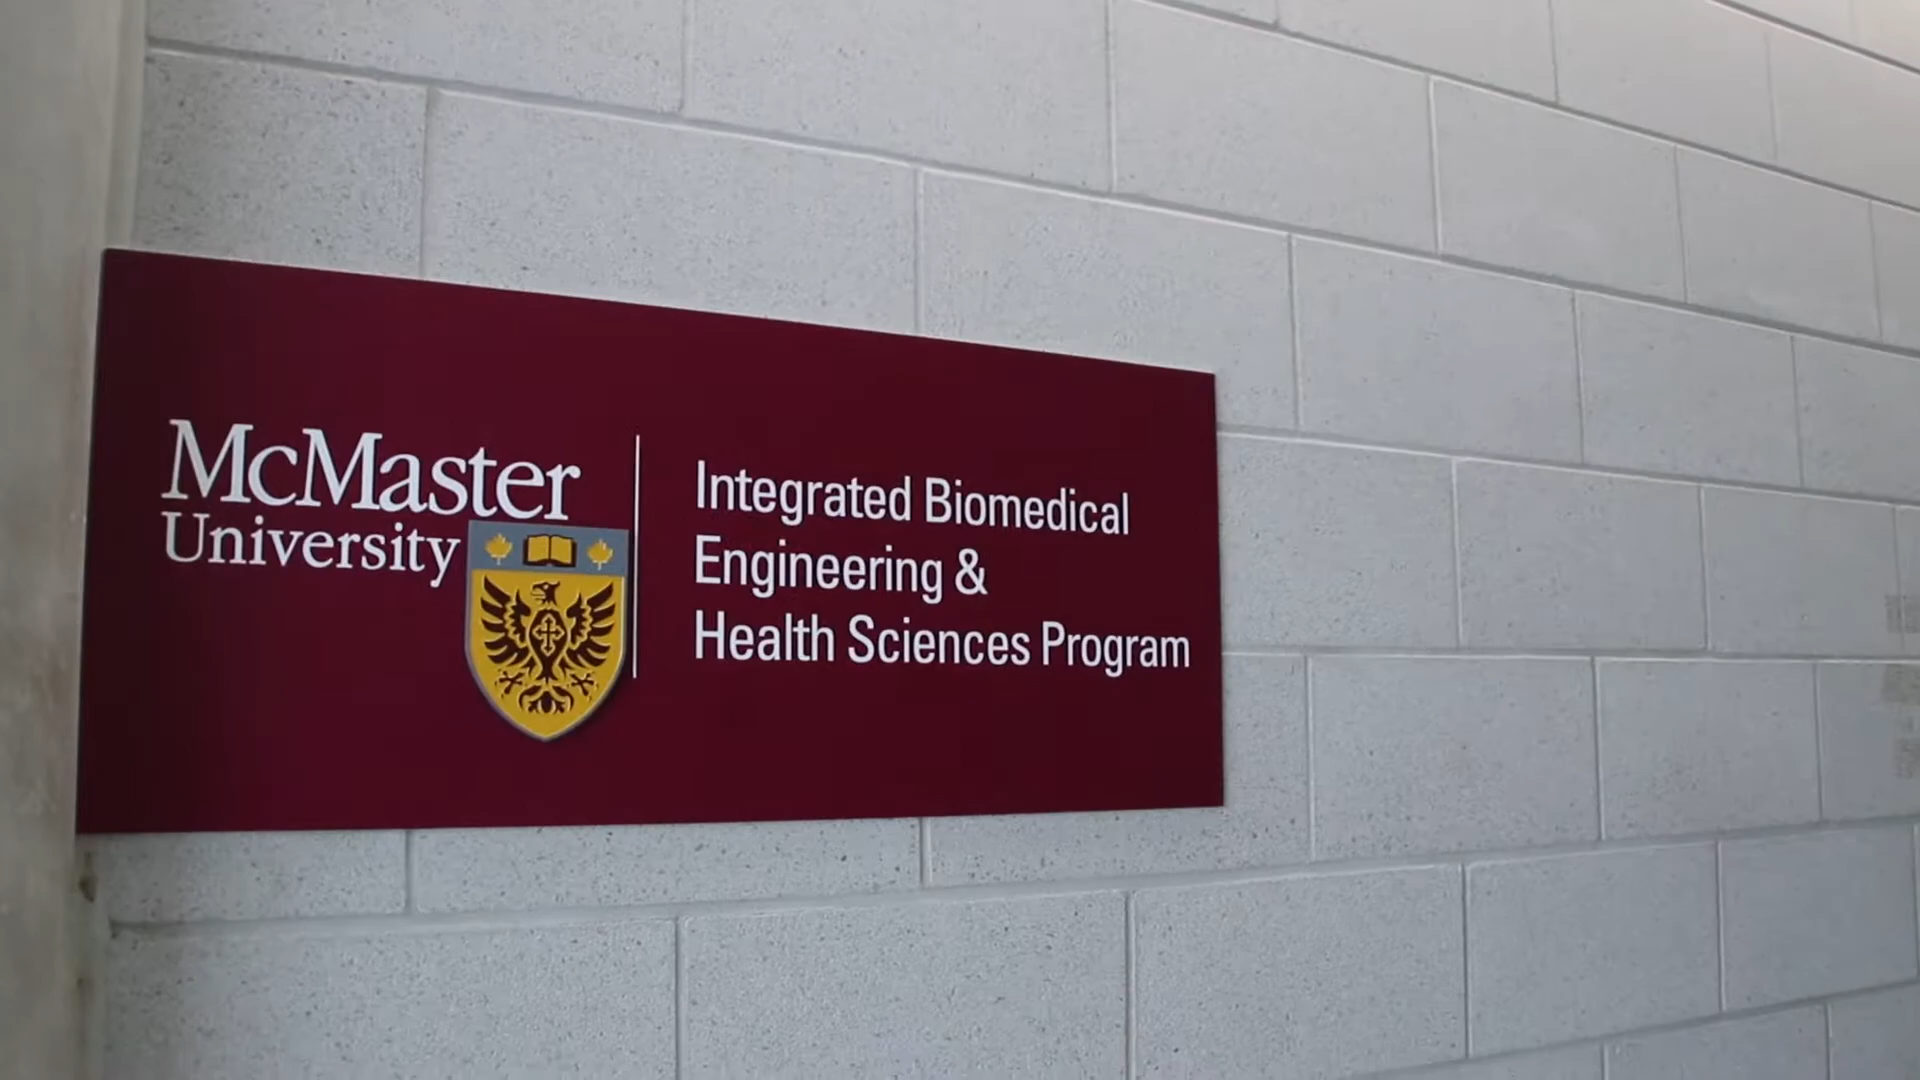 McMaster
University
Integrated Biomedical
Engineering &
Health Sciences Program